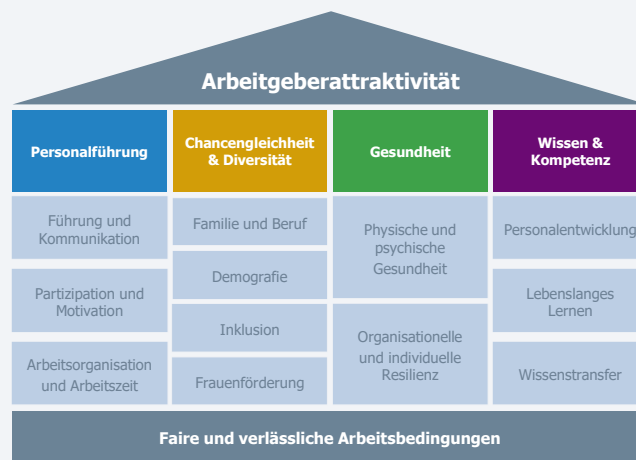 Arbeitgeberattraktivität
Personalführung
Chancengleichheit
& Diversität
Gesundheit
Wissen &
Kompetenz
Führung und
Kommunikation
Partizipation und
Motivation
Arbeitsorganisation
und Arbeitszeit
Familie und Beruf
Demografie
Inklusion
Frauenförderung
Physische und
psychische
Gesundheit
Organisationelle
und individuelle
Resilienz
Personalentwicklung
Lebenslanges
Lernen
Wissenstransfer
Faire und verlässliche Arbeitsbedingungen